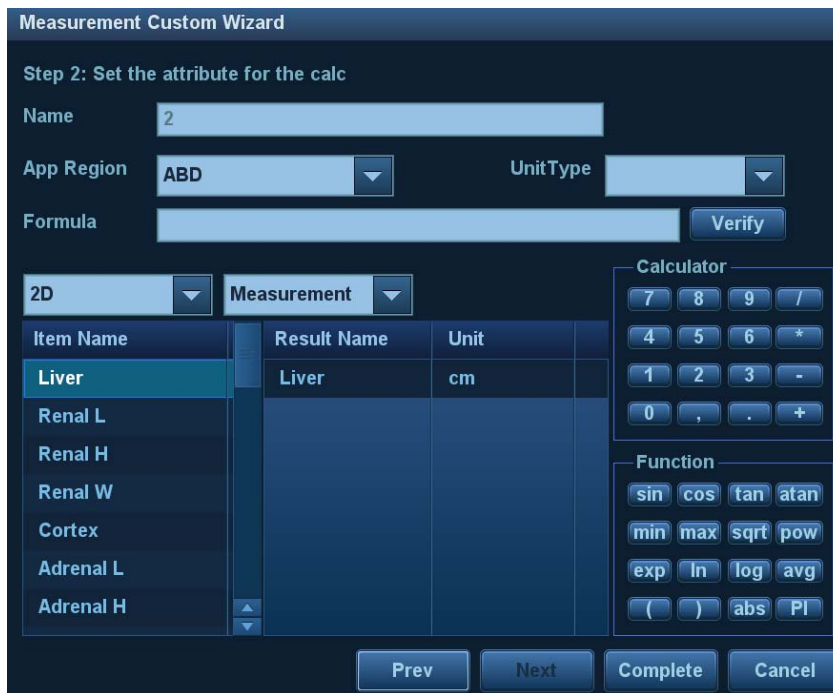 Measurement Custom Wizard
Step 2: Set the attribute for the calc
Name 2
App Region ABD UnitType
Formula Verify
2D Measurement
Item Name Result Name Unit
Liver Liver cm
Renal L
Renal H
Renal W
Cortex
Adrenal L
Adrenal H
Calculator
7 8 9 /
4 5 6 *
1 2 3 -
0 , . +
Function
sin cos tan atan
min max sqrt pow
exp ln log avg
( ) abs PI
Prev Next Complete Cancel